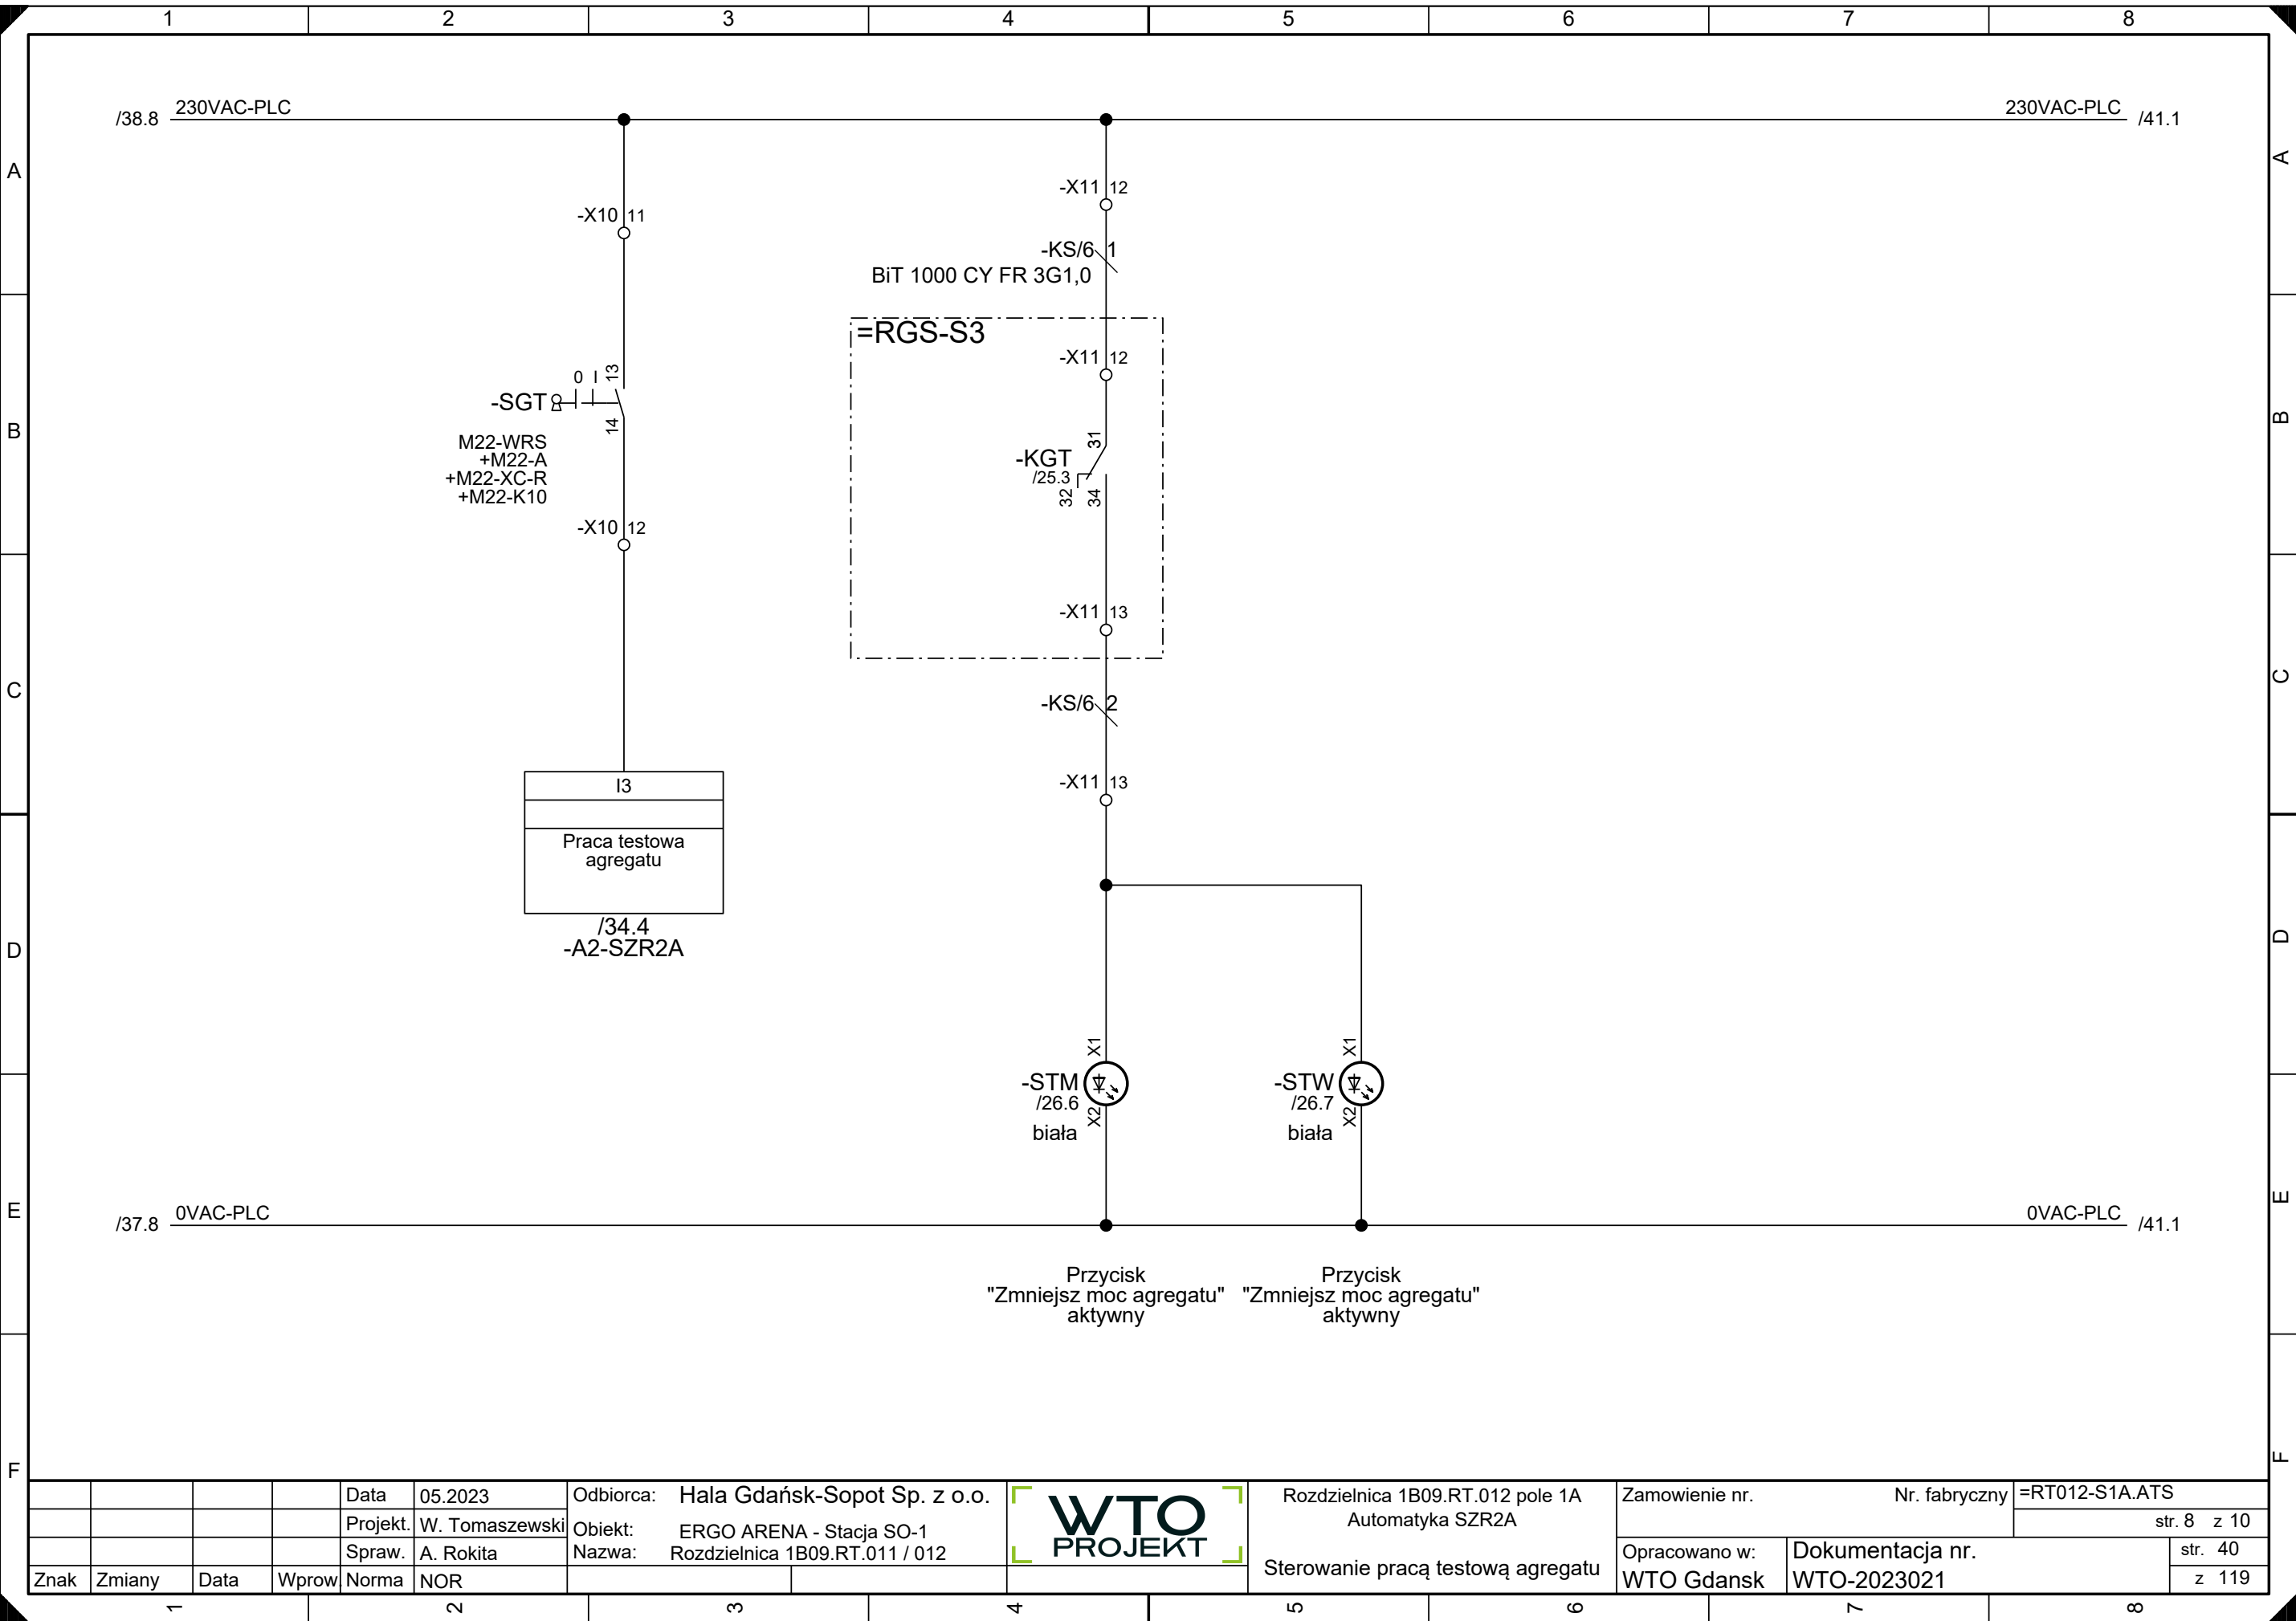 1 2 3 4 5 6 7 8
230VAC-PLC
/38.8
230VAC-PLC
/41.1
A A
-X10 11
-X11 12
-KS/6 1
BiT 1000 CY FR 3G1,0
=RGS-S3
-X11 12
0 I 13
-SGT
14
B B
M22-WRS
+M22-A
+M22-XC-R
+M22-K10
31
-KGT
/25.3
32 34
-X10 12
-X11 13
C C
-KS/6 2
-X11 13
I3
Praca testowa
agregatu
/34.4
-A2-SZR2A
D D
X1
-STM
/26.6
X2
biała
X1
-STW
/26.7
X2
biała
E E
0VAC-PLC
/37.8
0VAC-PLC
/41.1
Przycisk
"Zmniejsz moc agregatu"
aktywny
Przycisk
"Zmniejsz moc agregatu"
aktywny
F F
Data 05.2023
Projekt. W. Tomaszewski
Spraw. A. Rokita
Znak Zmiany Data Wprow. Norma NOR
Odbiorca: Hala Gdańsk-Sopot Sp. z o.o.
Obiekt: ERGO ARENA - Stacja SO-1
Nazwa: Rozdzielnica 1B09.RT.011 / 012
WTO
PROJEKT
Rozdzielnica 1B09.RT.012 pole 1A
Automatyka SZR2A
Sterowanie pracą testową agregatu
Zamowienie nr. Nr. fabryczny =RT012-S1A.ATS
str. 8 z 10
Opracowano w:
WTO Gdansk
Dokumentacja nr.
WTO-2023021
str. 40
z 119
1 2 3 4 5 6 7 8